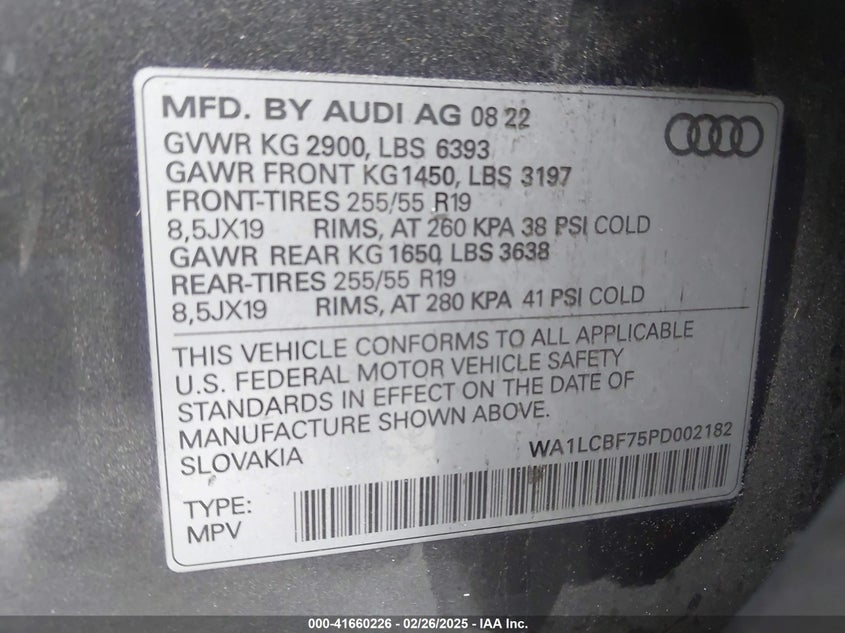 MFD. BY AUDI AG 08 22
GVWR KG 2900, LBS 6393
GAWR FRONT KG1450, LBS 3197
FRONT-TIRES 255/55 R19
8,5JX19 RIMS, AT 260 KPA 38 PSI COLD
GAWR REAR KG 1650, LBS 3638
REAR-TIRES 255/55 R19
8,5JX19 RIMS, AT 280 KPA 41 PSI COLD
THIS VEHICLE CONFORMS TO ALL APPLICABLE
U.S. FEDERAL MOTOR VEHICLE SAFETY
STANDARDS IN EFFECT ON THE DATE OF
MANUFACTURE SHOWN ABOVE.
SLOVAKIA WA1LCBF75PD002182
TYPE:
MPV
000-41660226 - 02/26/2025 - IAA Inc.